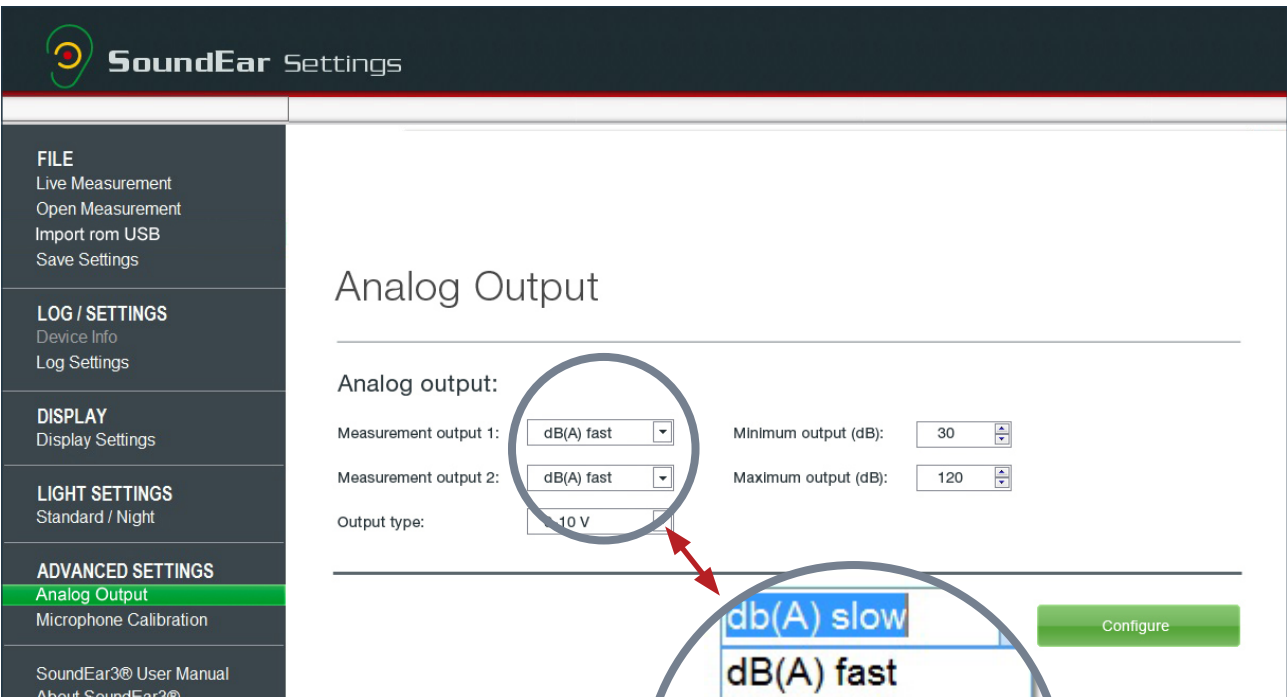 SoundEar Settings
FILE
Live Measurement
Open Measurement
Import rom USB
Save Settings
LOG / SETTINGS
Device Info
Log Settings
DISPLAY
Display Settings
LIGHT SETTINGS
Standard / Night
ADVANCED SETTINGS
Analog Output
Microphone Calibration
SoundEar3® User Manual
About SoundEar3®
Analog Output
Analog output:
Measurement output 1: dB(A) fast Minimum output (dB): 30
Measurement output 2: dB(A) fast Maximum output (dB): 120
Output type: 0-10 V
db(A) slow
dB(A) fast
Configure